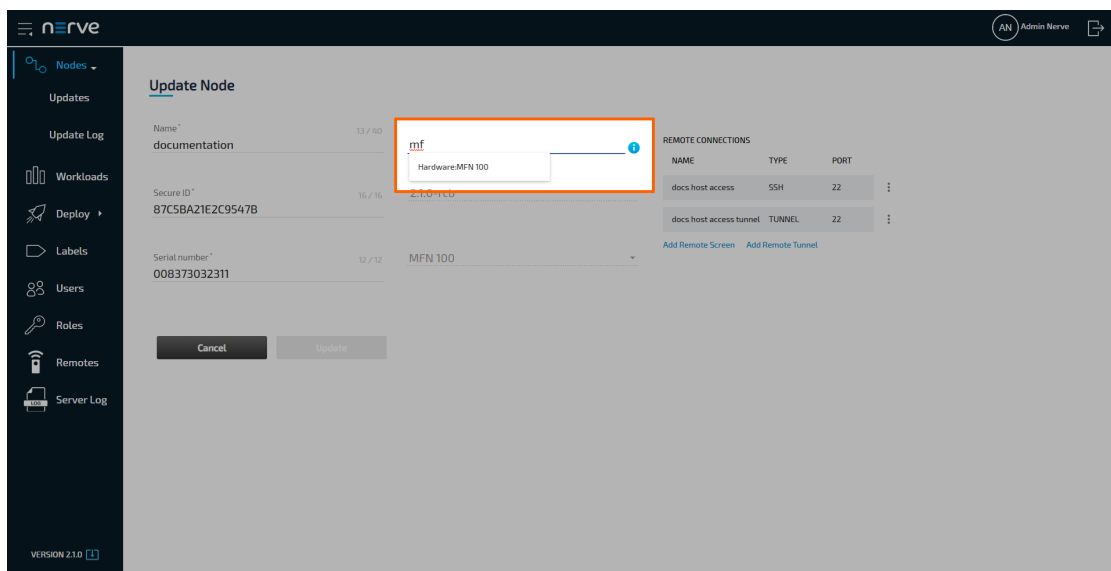 nerve
AN Admin Nerve
Nodes
Updates
Update Log
Workloads
Deploy
Labels
Users
Roles
Remotes
LOG Server Log
VERSION 2.1.0
Update Node
Name*
13 / 40
documentation
Secure ID*
16 / 16
87C5BA21E2C9547B
Serial number*
12 / 12
008373032311
Cancel
Update
mf
Hardware:MFN 100
MFN 100
REMOTE CONNECTIONS
NAME TYPE PORT
docs host access SSH 22
docs host access tunnel TUNNEL 22
Add Remote Screen Add Remote Tunnel